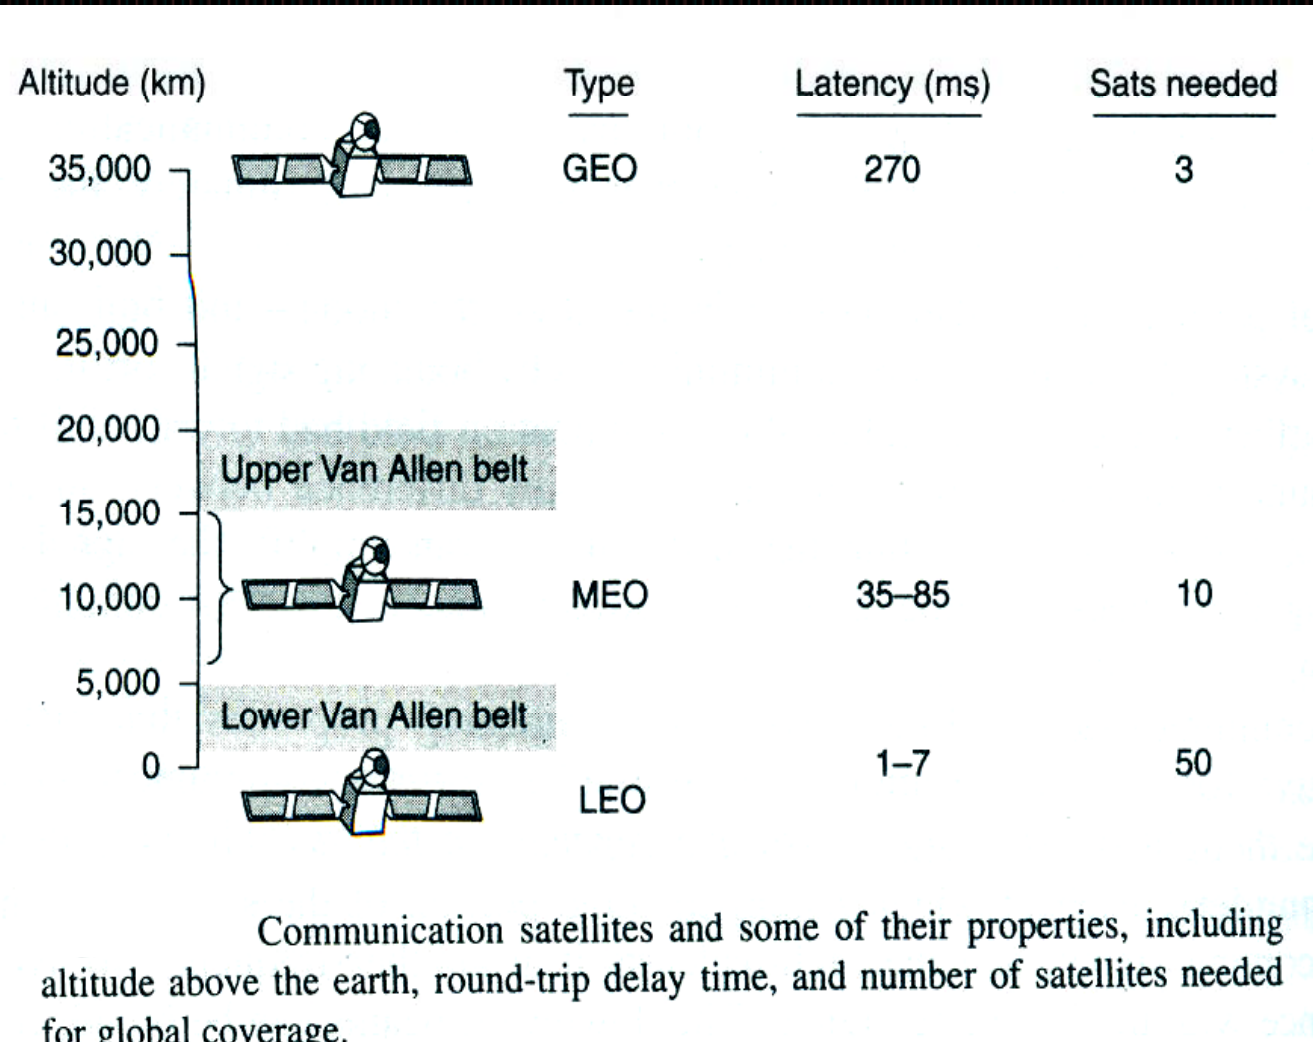 Altitude (km) Type Latency (ms) Sats needed
35,000 GEO 270 3
30,000
25,000
20,000
Upper Van Allen belt
15,000
10,000 MEO 35–85 10
5,000
Lower Van Allen belt
0 1–7 50
LEO
Communication satellites and some of their properties, including
altitude above the earth, round-trip delay time, and number of satellites needed
for global coverage.